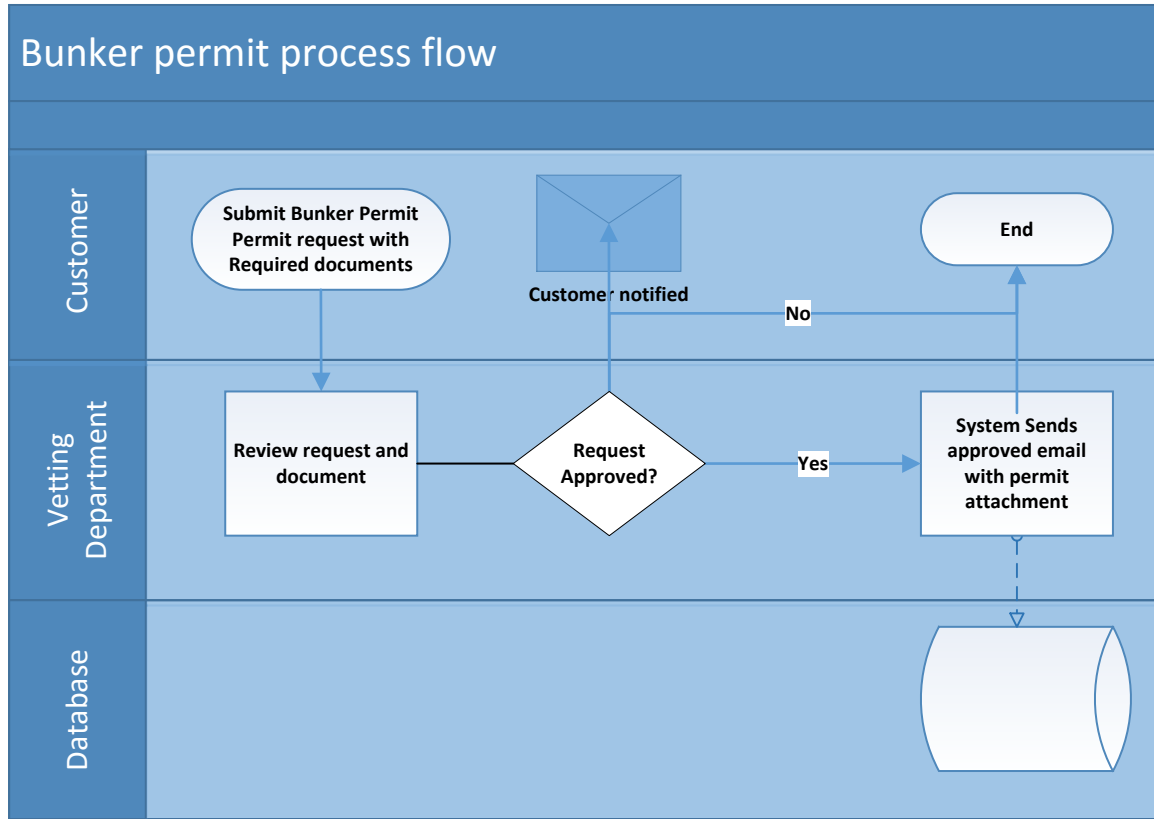 Bunker permit process flow
Customer
Submit Bunker Permit
Permit request with
Required documents
Customer notified
End
No
Vetting
Department
Review request and
document
Request
Approved?
Yes
System Sends
approved email
with permit
attachment
Database